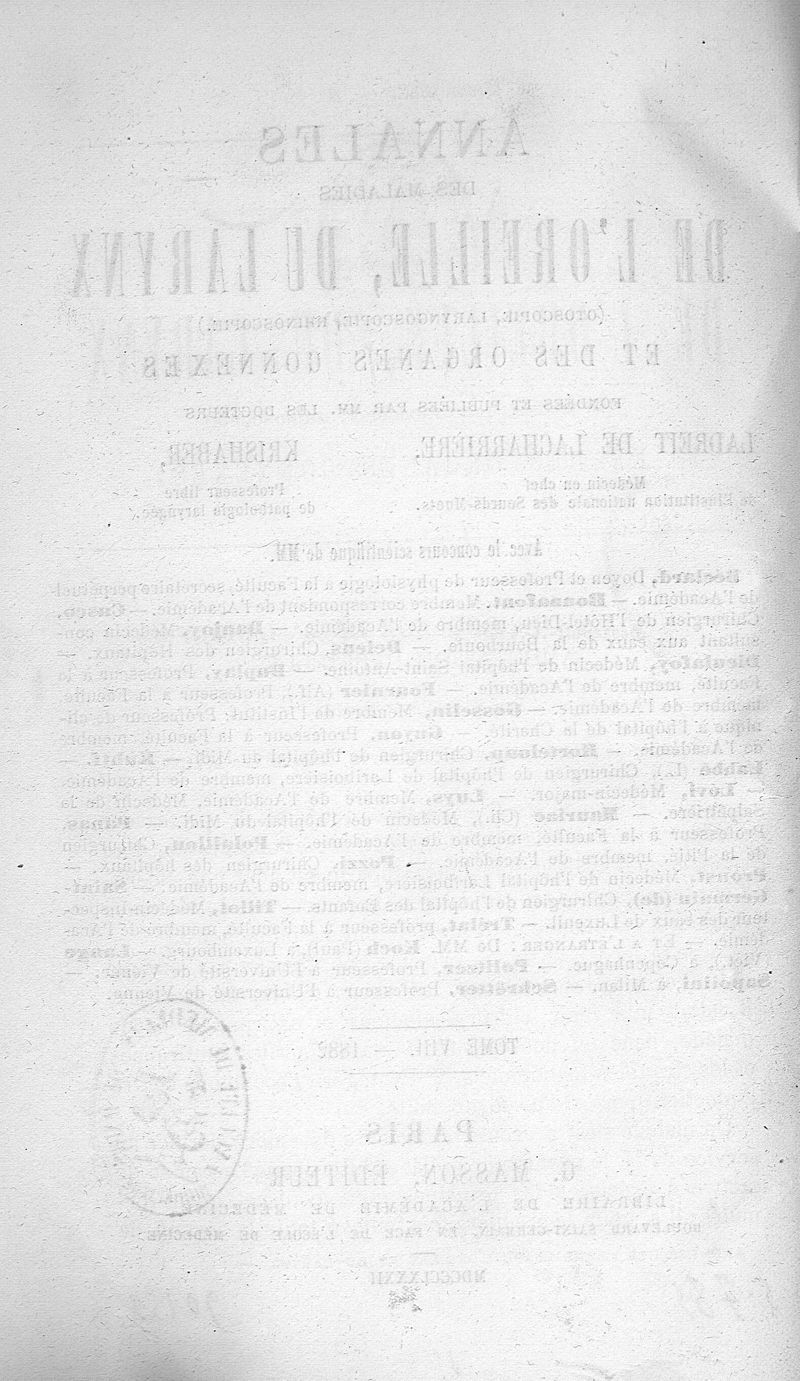 ANNALES
DES MALADIES
DE L'OREILLE, DU LARYNX
(OTOSCOPIE, LARYNGOSCOPIE, RHINOSCOPIE.)
ET DES ORGANES CONNEXES
FONDÉES ET PUBLIÉES PAR MM. LES DOCTEURS
LADREIT DE LACHARRIÈRE, KRISHABER,
Médecin en chef Professeur libre
de l'Institution nationale des Sourds-Muets. de pathologie laryngée.
Avec le concours scientifique de MM.
Béclard, Doyen et Professeur de physiologie à la Faculté, secrétaire perpétuel
de l'Académie. — Bonnafont, Membre correspondant de l'Académie. — Cusco,
Chirurgien de l'Hôtel-Dieu, membre de l'Académie. — Danjoy, Médecin con-
sultant aux eaux de la Bourboule. — Delens, Chirurgien des Hôpitaux. —
Dieulafoy, Médecin de l'hôpital Saint-Antoine. — Duplay, Professeur à la
Faculté, membre de l'Académie. — Fournier (Alf.), Professeur à la Faculté,
membre de l'Académie. — Gosselin, Membre de l'Institut, Professeur de cli-
nique à l'hôpital de la Charité. — Guyon, Professeur à la Faculté, membre
de l'Académie. — Horteloup, Chirurgien de l'hôpital du Midi. — Kuhff. —
Labbé (L.), Chirurgien de l'hôpital de Lariboisière, membre de l'Académie.
— Lévi, Médecin-major. — Luys, Membre de l'Académie, Médecin de la
Salpêtrière. — Mauriac (Ch.), Médecin de l'hôpital du Midi. — Panas,
Professeur à la Faculté, membre de l'Académie. — Polaillon, Chirurgien
de la Pitié, membre de l'Académie. — Pozzi, Chirurgien des hôpitaux. —
Proust, Médecin de l'hôpital Lariboisière, membre de l'Académie. — Saint-
Germain (de), Chirurgien de l'hôpital des Enfants. — Tillot, Médecin-inspec-
teur des eaux de Luxeuil. — Trélat, professeur à la Faculté, membre de l'Aca-
démie. — ET A L'ÉTRANGER : De MM. Koch (Paul), à Luxembourg. — Lange
(Vict.), à Copenhague. — Politzer, Professeur à l'Université de Vienne. —
Sapolini, à Milan. — Schrötter, Professeur à l'Université de Vienne.
TOME VIII. — 1882
PARIS
G. MASSON, ÉDITEUR
LIBRAIRE DE L'ACADÉMIE DE MÉDECINE
BOULEVARD SAINT-GERMAIN, EN FACE DE L'ÉCOLE DE MÉDECINE
MDCCCLXXXII